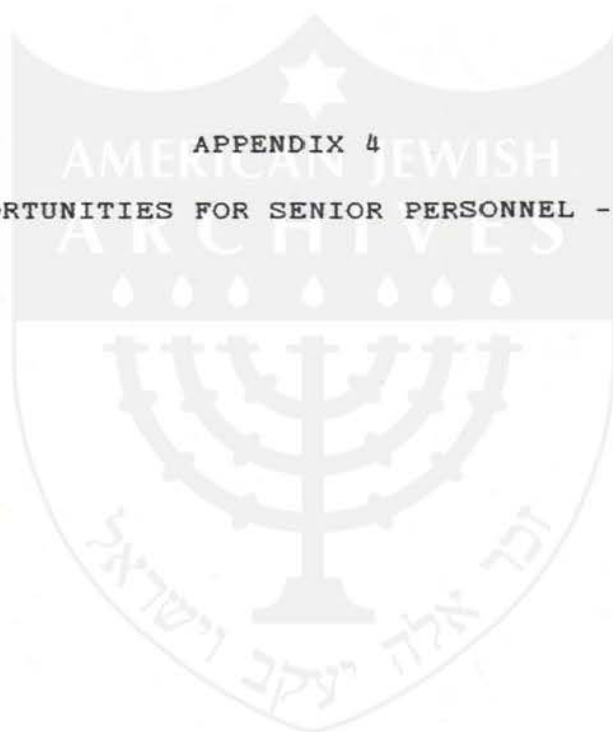 APPENDIX 4
AMERICAN JEWISH
ORTUNITIES FOR SENIOR PERSONNEL -
ARCHIVES
זכר אלה יעקב וישראל